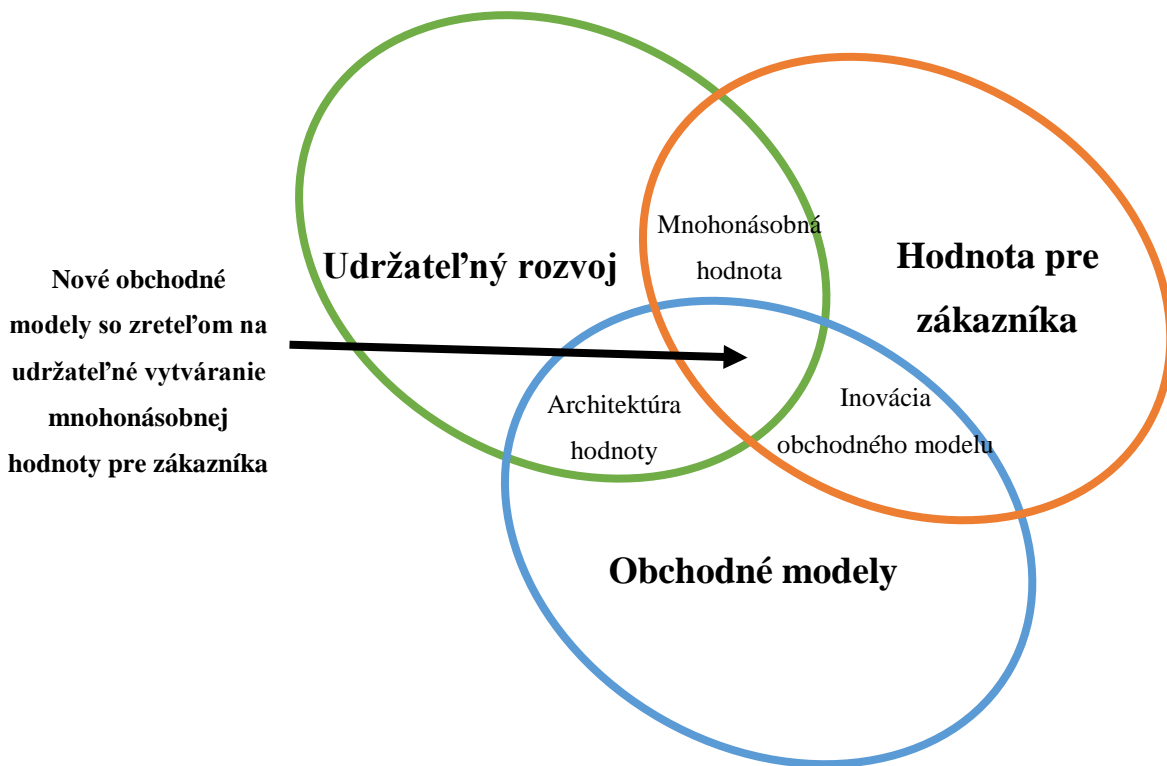 Nové obchodné
modely so zreteľom na
udržateľné vytváranie
mnohonásobnej
hodnoty pre zákazníka
Udržateľný rozvoj
Mnohonásobná
hodnota
Hodnota pre
zákazníka
Architektúra
hodnoty
Inovácia
obchodného modelu
Obchodné modely